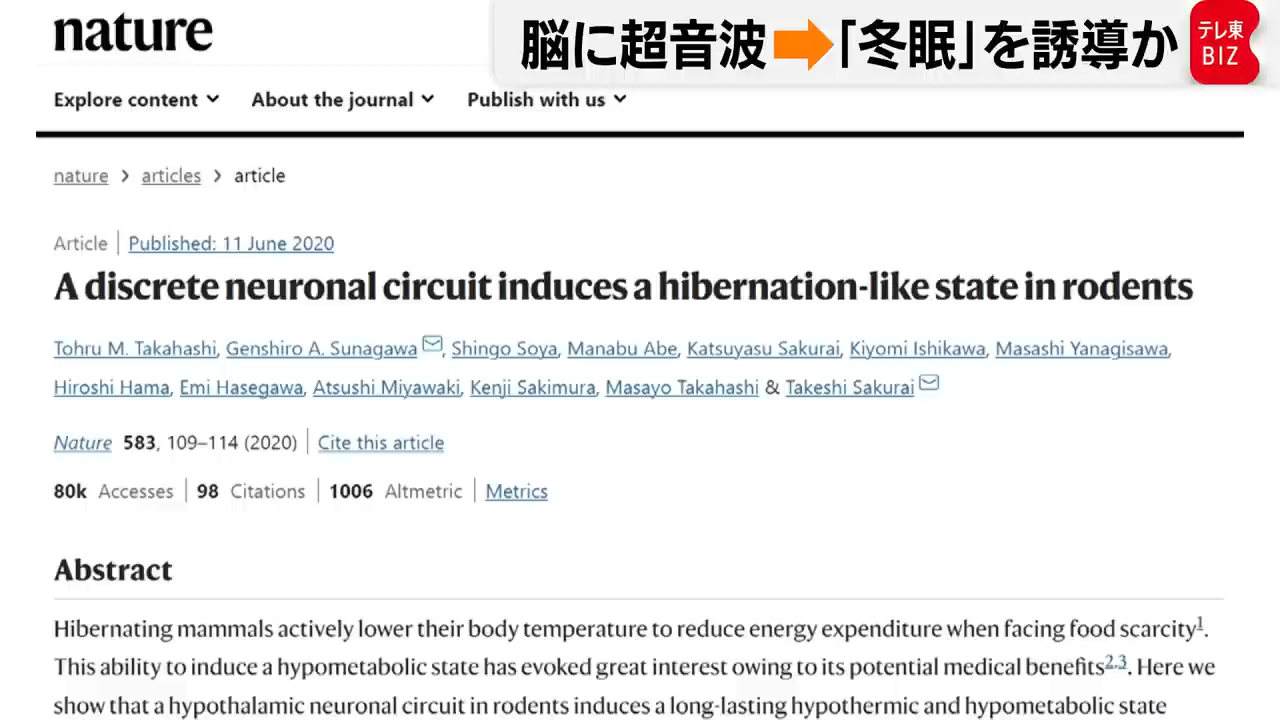 nature
脳に超音波➡「冬眠」を誘導か
テレ東
BIZ
Explore content
About the journal
Publish with us
nature > articles > article
Article | Published: 11 June 2020
A discrete neuronal circuit induces a hibernation-like state in rodents
Tohru M. Takahashi, Genshiro A. Sunagawa, Shingo Soya, Manabu Abe, Katsuyasu Sakurai, Kiyomi Ishikawa, Masashi Yanagisawa,
Hiroshi Hama, Emi Hasegawa, Atsushi Miyawaki, Kenji Sakimura, Masayo Takahashi & Takeshi Sakurai
Nature 583, 109–114 (2020) | Cite this article
80k Accesses | 98 Citations | 1006 Altmetric | Metrics
Abstract
Hibernating mammals actively lower their body temperature to reduce energy expenditure when facing food scarcity1.
This ability to induce a hypometabolic state has evoked great interest owing to its potential medical benefits2,3. Here we
show that a hypothalamic neuronal circuit in rodents induces a long-lasting hypothermic and hypometabolic state